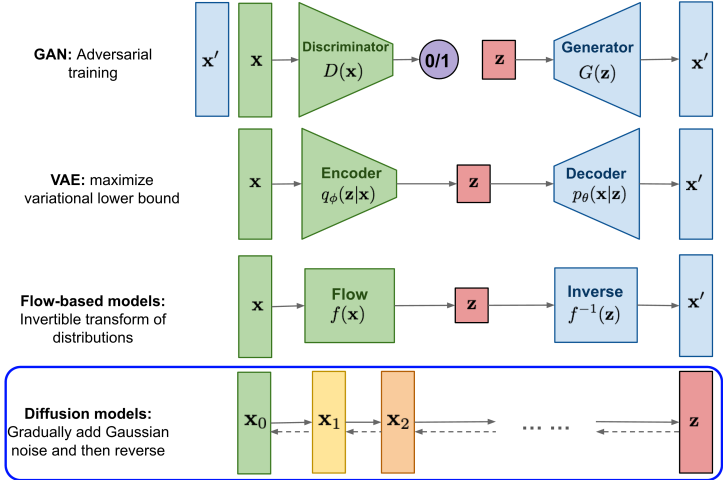 GAN: Adversarial
training
x′
x
Discriminator
D(x)
0/1
z
Generator
G(z)
x′
VAE: maximize
variational lower bound
x
Encoder
qϕ(z|x)
z
Decoder
pθ(x|z)
x′
Flow-based models:
Invertible transform of
distributions
x
Flow
f(x)
z
Inverse
f⁻¹(z)
x′
Diffusion models:
Gradually add Gaussian
noise and then reverse
x₀
x₁
x₂
... ...
z